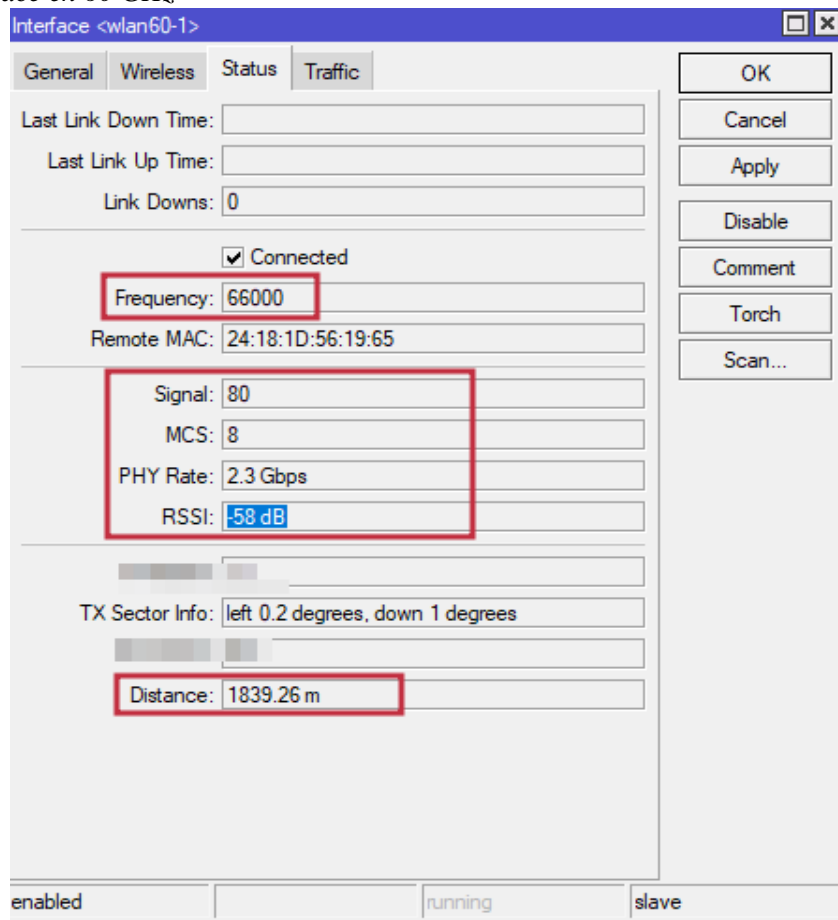 Interface <wlan60-1>
General Wireless Status Traffic
OK
Last Link Down Time:
Cancel
Last Link Up Time:
Apply
Link Downs: 0
Disable
Connected
Comment
Frequency: 66000
Torch
Remote MAC: 24:18:1D:56:19:65
Scan...
Signal: 80
MCS: 8
PHY Rate: 2.3 Gbps
RSSI: -58 dB
TX Sector Info: left 0.2 degrees, down 1 degrees
Distance: 1839.26 m
enabled running slave